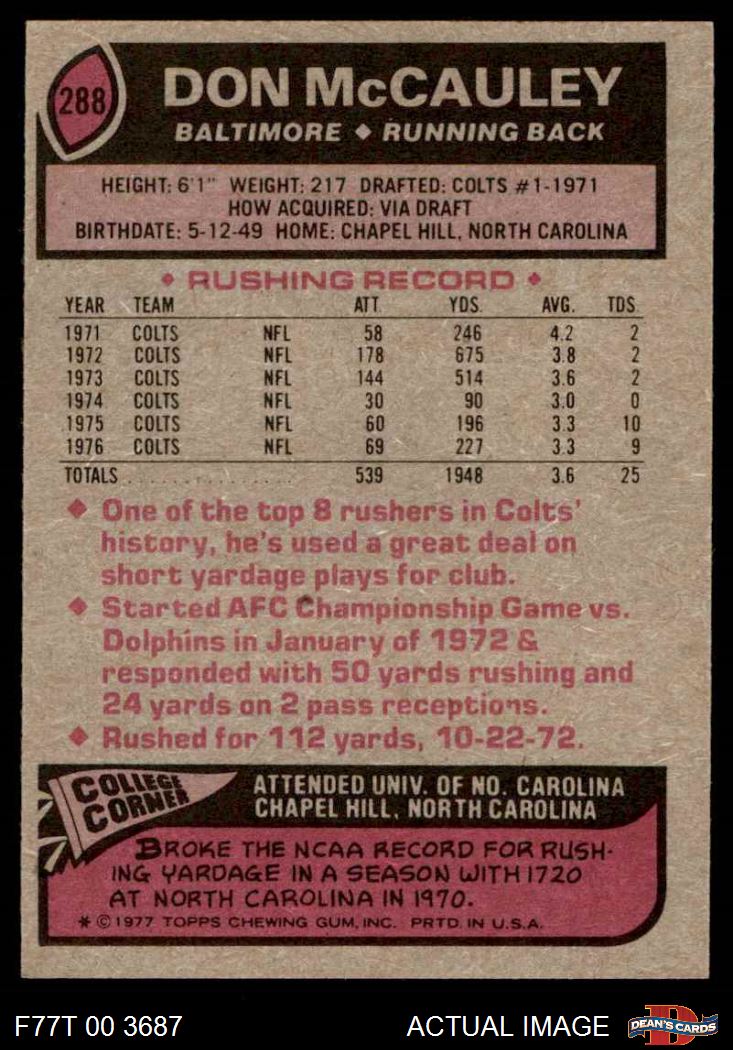 288
DON McCAULEY
BALTIMORE ◆ RUNNING BACK
HEIGHT: 6'1" WEIGHT: 217 DRAFTED: COLTS #1-1971
HOW ACQUIRED: VIA DRAFT
BIRTHDATE: 5-12-49 HOME: CHAPEL HILL, NORTH CAROLINA
◆ RUSHING RECORD ◆
YEAR TEAM ATT. YDS. AVG. TDS.
1971 COLTS NFL 58 246 4.2 2
1972 COLTS NFL 178 675 3.8 2
1973 COLTS NFL 144 514 3.6 2
1974 COLTS NFL 30 90 3.0 0
1975 COLTS NFL 60 196 3.3 10
1976 COLTS NFL 69 227 3.3 9
TOTALS . . . . . . . . . . . . . . . . 539 1948 3.6 25
◆ One of the top 8 rushers in Colts'
history, he's used a great deal on
short yardage plays for club.
◆ Started AFC Championship Game vs.
Dolphins in January of 1972 &
responded with 50 yards rushing and
24 yards on 2 pass receptions.
◆ Rushed for 112 yards, 10-22-72.
COLLEGE
CORNER
ATTENDED UNIV. OF NO. CAROLINA
CHAPEL HILL, NORTH CAROLINA
BROKE THE NCAA RECORD FOR RUSH-
ING YARDAGE IN A SEASON WITH 1720
AT NORTH CAROLINA IN 1970.
* © 1977 TOPPS CHEWING GUM, INC. PRTD. IN U.S.A.
F77T 00 3687
ACTUAL IMAGE
D
DEAN'S CARDS